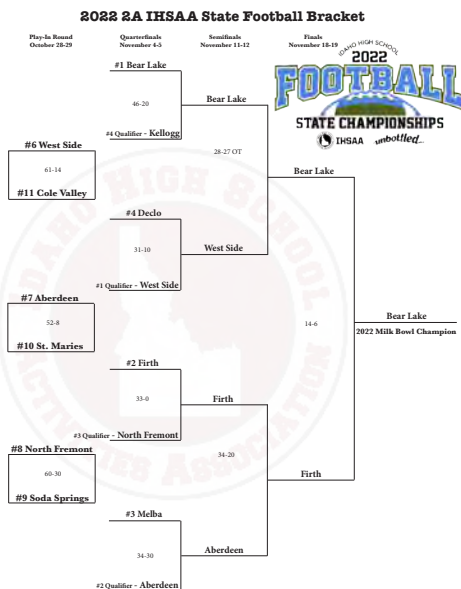 2022 2A IHSAA State Football Bracket
Play-In Round
October 28-29
Quarterfinals
November 4-5
Semifinals
November 11-12
Finals
November 18-19
IDAHO HIGH SCHOOL
2022
FOOTBALL
STATE CHAMPIONSHIPS
IHSAA unbottled...
#1 Bear Lake
46-20
Bear Lake
#4 Qualifier - Kellogg
28-27 OT
#6 West Side
61-14
#11 Cole Valley
Bear Lake
#4 Declo
31-10
West Side
#1 Qualifier - West Side
#7 Aberdeen
52-8
#10 St. Maries
14-6
Bear Lake
2022 Milk Bowl Champion
#2 Firth
33-0
Firth
#3 Qualifier - North Fremont
34-20
#8 North Fremont
60-30
#9 Soda Springs
Firth
#3 Melba
34-30
Aberdeen
#2 Qualifier - Aberdeen
IDAHO HIGH SCHOOL
ACTIVITIES ASSOCIATION